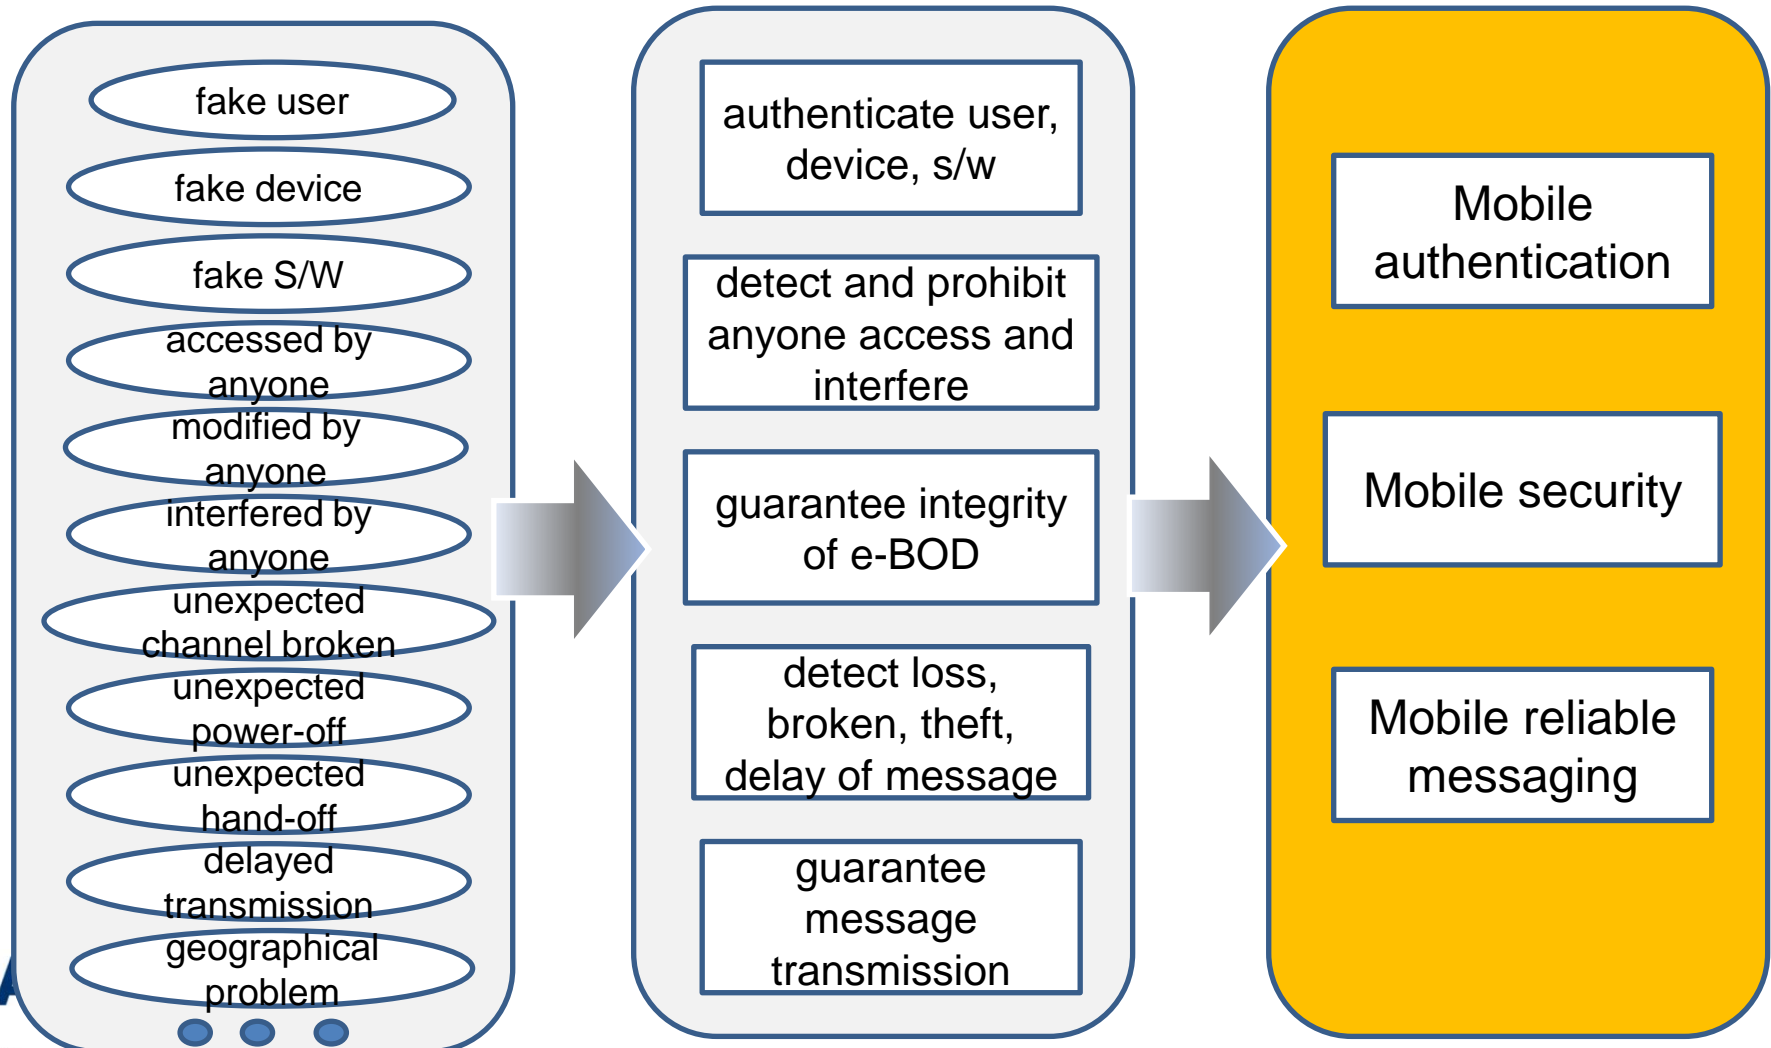 fake user
fake device
fake S/W
accessed by
anyone
modified by
anyone
interfered by
anyone
unexpected
channel broken
unexpected
power-off
unexpected
hand-off
delayed
transmission
geographical
problem
authenticate user,
device, s/w
detect and prohibit
anyone access and
interfere
guarantee integrity
of e-BOD
detect loss,
broken, theft,
delay of message
guarantee
message
transmission
Mobile
authentication
Mobile security
Mobile reliable
messaging